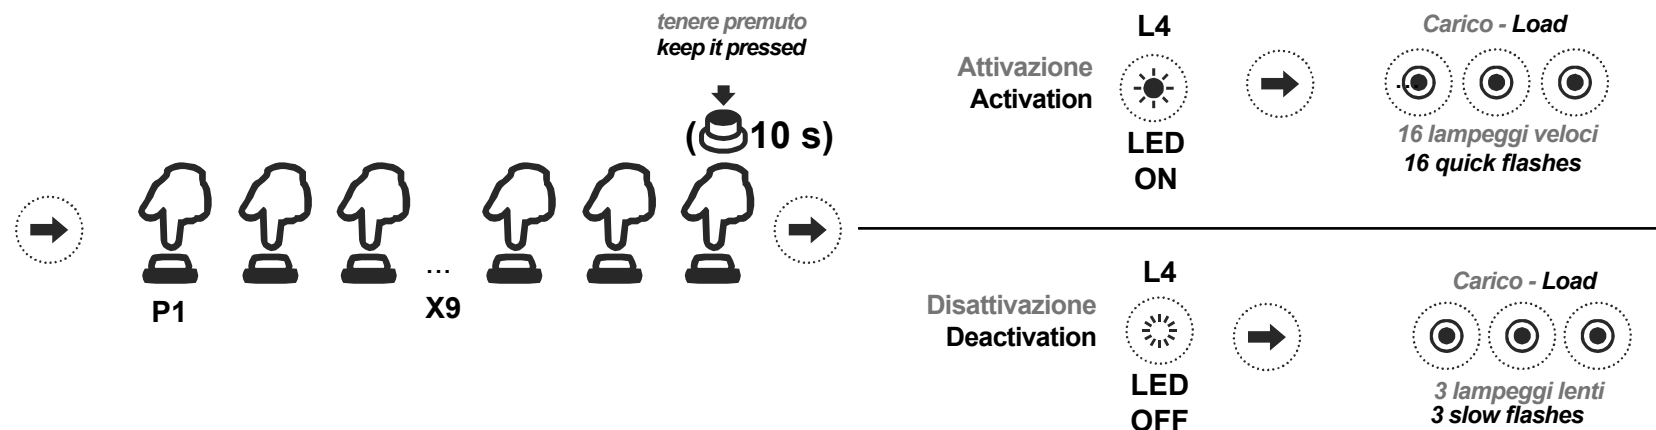 tenere premuto
keep it pressed
(10 s)
...
P1
X9
L4
Attivazione
Activation
LED
ON
Carico - Load
...
16 lampeggi veloci
16 quick flashes
L4
Disattivazione
Deactivation
LED
OFF
Carico - Load
3 lampeggi lenti
3 slow flashes